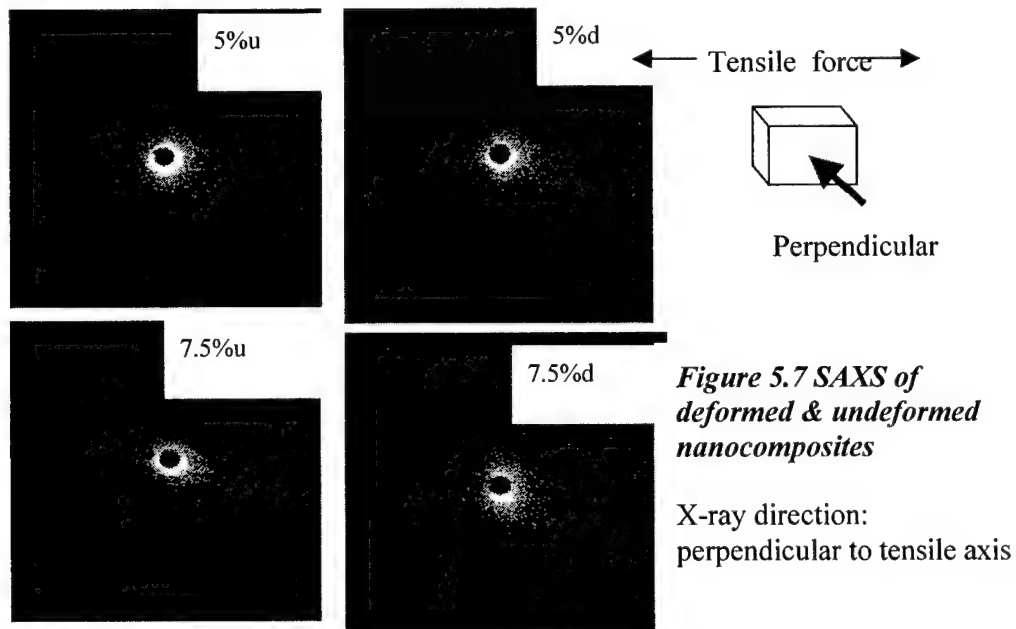 5%u
5%d
Tensile force
Perpendicular
7.5%u
7.5%d
Figure 5.7 SAXS of
deformed & undeformed
nanocomposites
X-ray direction:
perpendicular to tensile axis